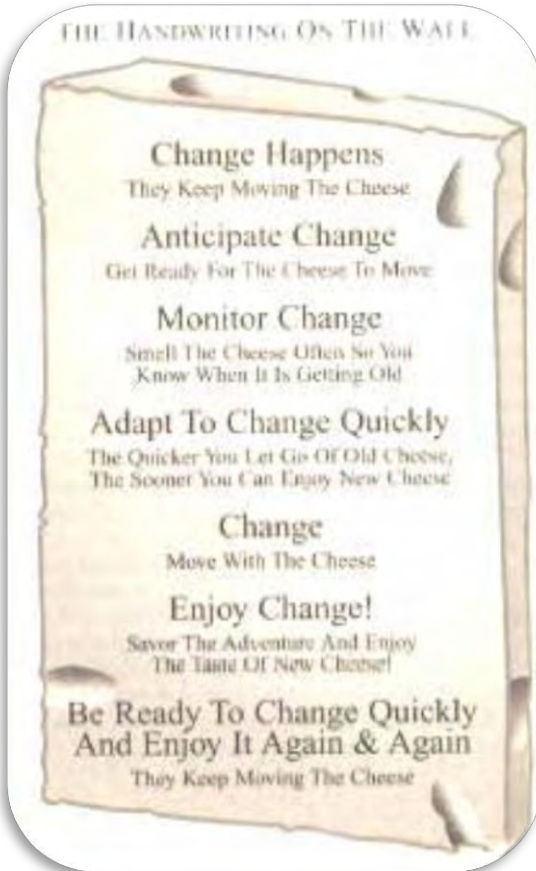 THE HANDWRITING ON THE WALL
Change Happens
They Keep Moving The Cheese
Anticipate Change
Get Ready For The Cheese To Move
Monitor Change
Smell The Cheese Often So You
Know When It Is Getting Old
Adapt To Change Quickly
The Quicker You Let Go Of Old Cheese,
The Sooner You Can Enjoy New Cheese
Change
Move With The Cheese
Enjoy Change!
Savor The Adventure And Enjoy
The Taste Of New Cheese!
Be Ready To Change Quickly
And Enjoy It Again & Again
They Keep Moving The Cheese